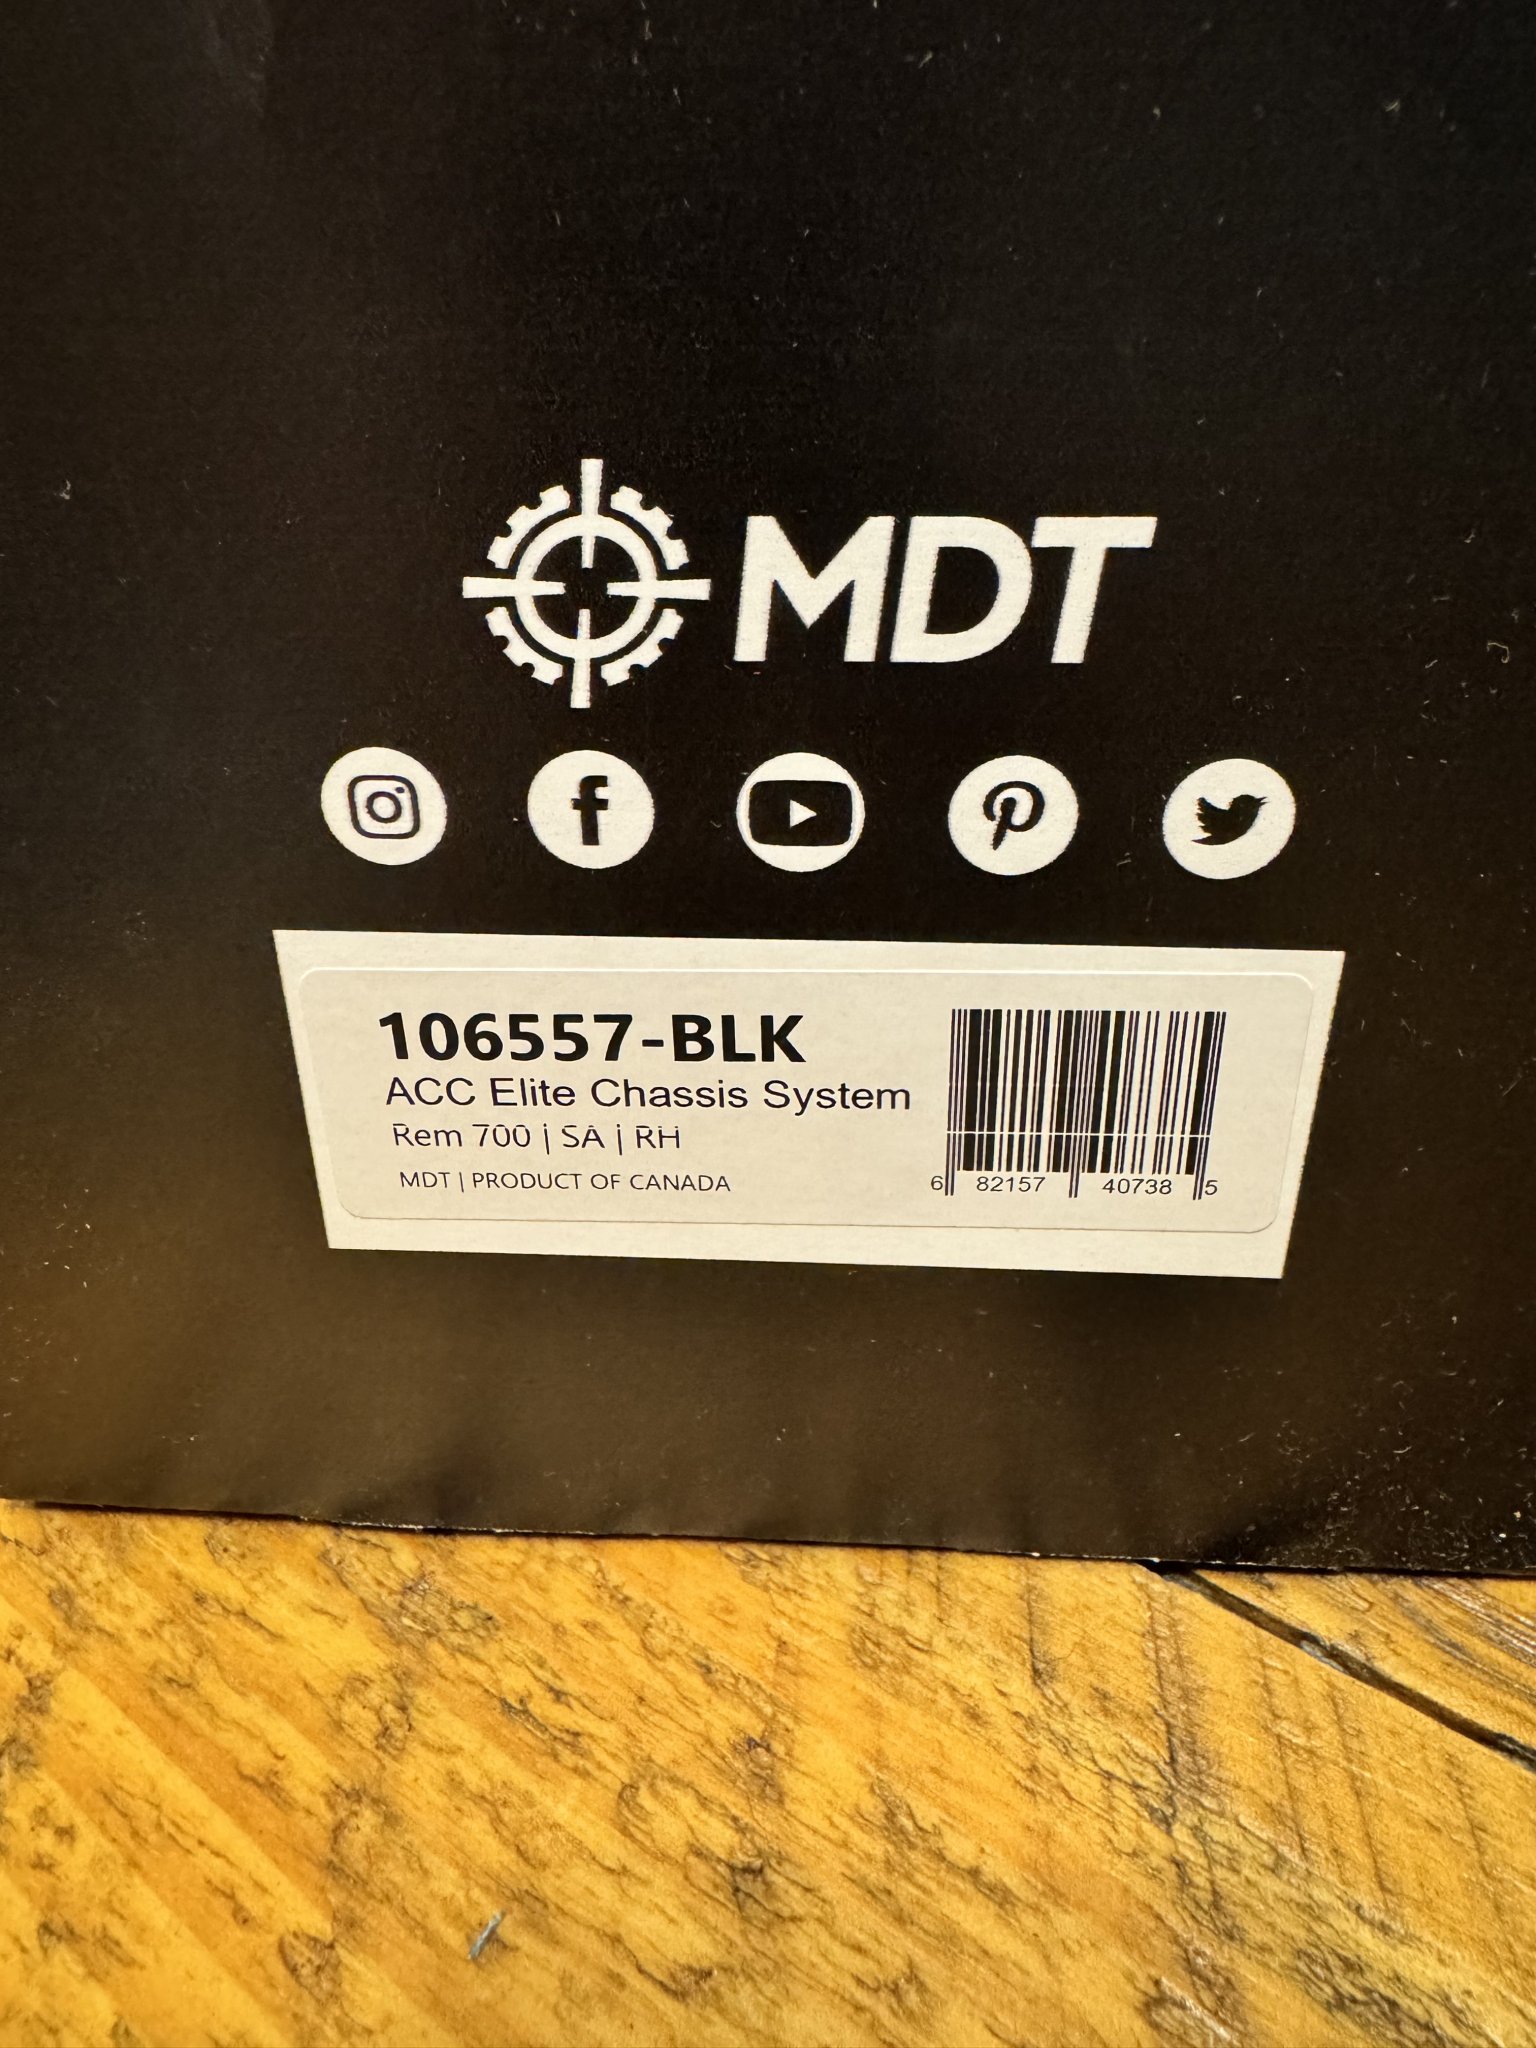 MDT
106557-BLK
ACC Elite Chassis System
Rem 700 | SA | RH
MDT | PRODUCT OF CANADA
6 82157 40738 5